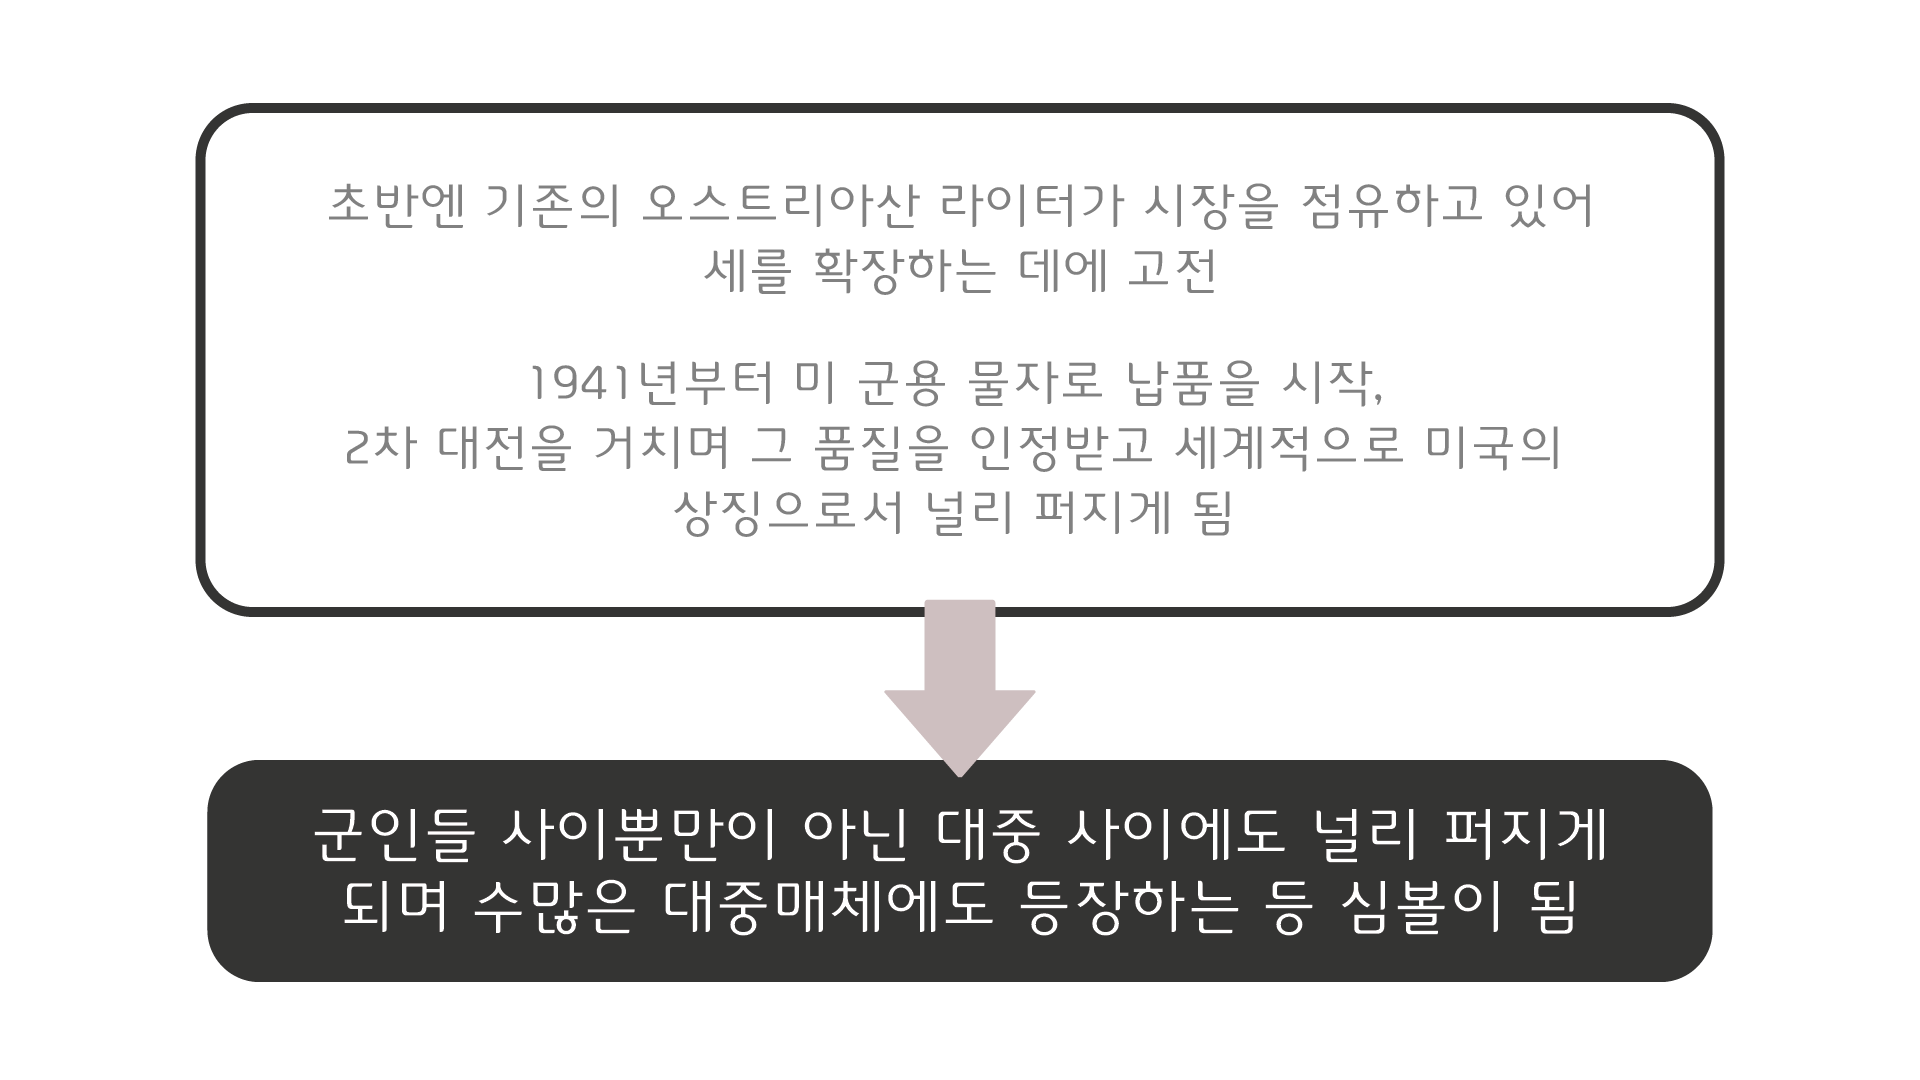 초반엔 기존의 오스트리아산 라이터가 시장을 점유하고 있어
세를 확장하는 데에 고전
1941년부터 미 군용 물자로 납품을 시작,
2차 대전을 거치며 그 품질을 인정받고 세계적으로 미국의
상징으로서 널리 퍼지게 됨
군인들 사이뿐만이 아닌 대중 사이에도 널리 퍼지게
되며 수많은 대중매체에도 등장하는 등 심볼이 됨